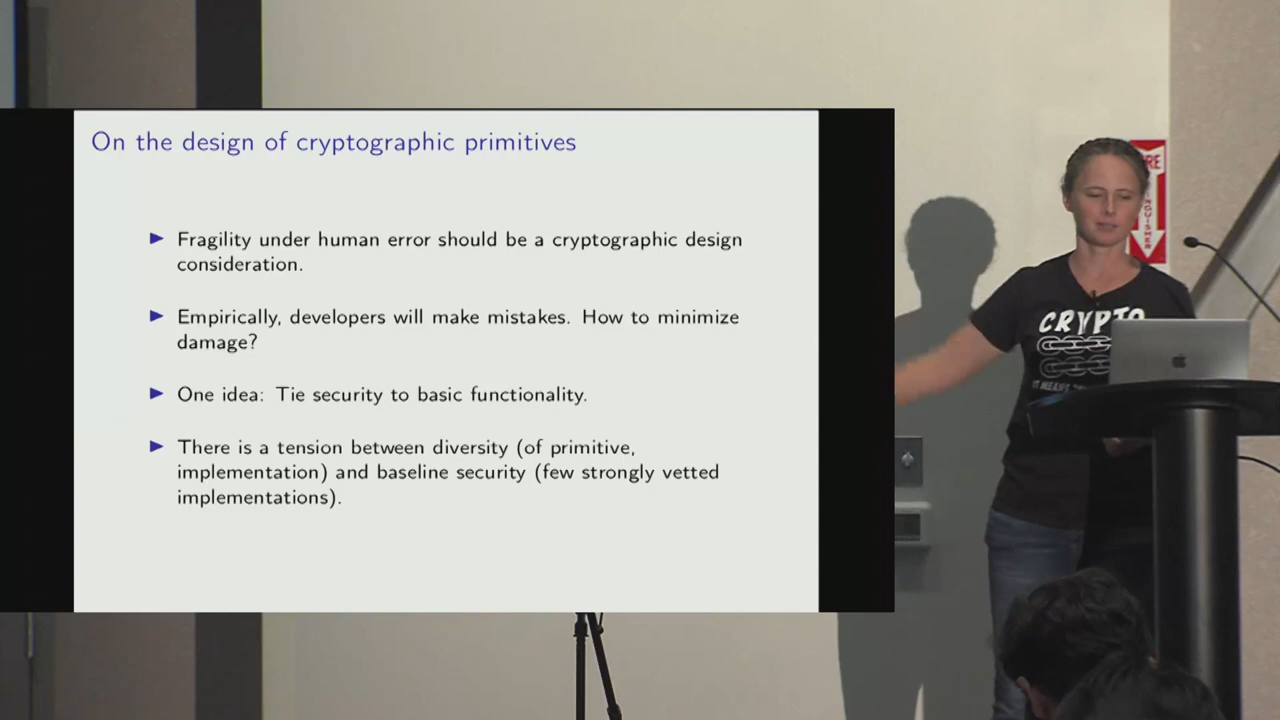 On the design of cryptographic primitives
Fragility under human error should be a cryptographic design
consideration.
Empirically, developers will make mistakes. How to minimize
damage?
One idea: Tie security to basic functionality.
There is a tension between diversity (of primitive,
implementation) and baseline security (few strongly vetted
implementations).
CRYPTO
IT MEANS